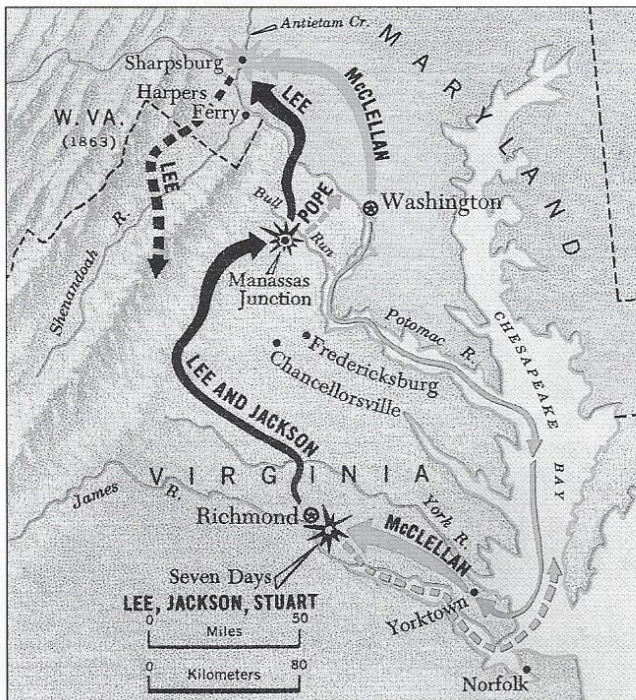 Antietam Cr.
MARYLAND
Sharpsburg
McCLELLAN
Harpers
Ferry
LEE
W. VA.
(1863)
LEE
Shenandoah R.
Bull Run
POPE
Washington
Manassas
Junction
Potomac R.
CHESAPEAKE BAY
Fredericksburg
Chancellorsville
LEE AND JACKSON
VIRGINIA
James R.
York R.
Richmond
McCLELLAN
Seven Days
LEE, JACKSON, STUART
Yorktown
0 50
Miles
0 80
Kilometers
Norfolk